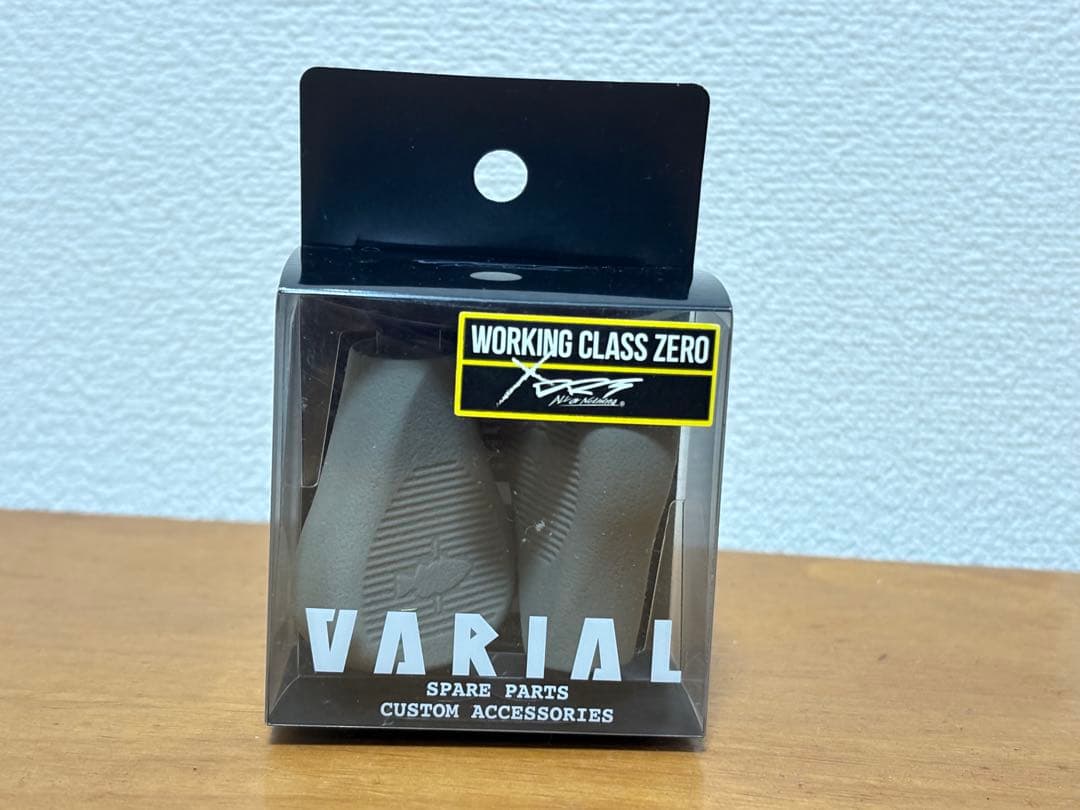 WORKING CLASS ZERO
VARIAL
SPARE PARTS
CUSTOM ACCESSORIES